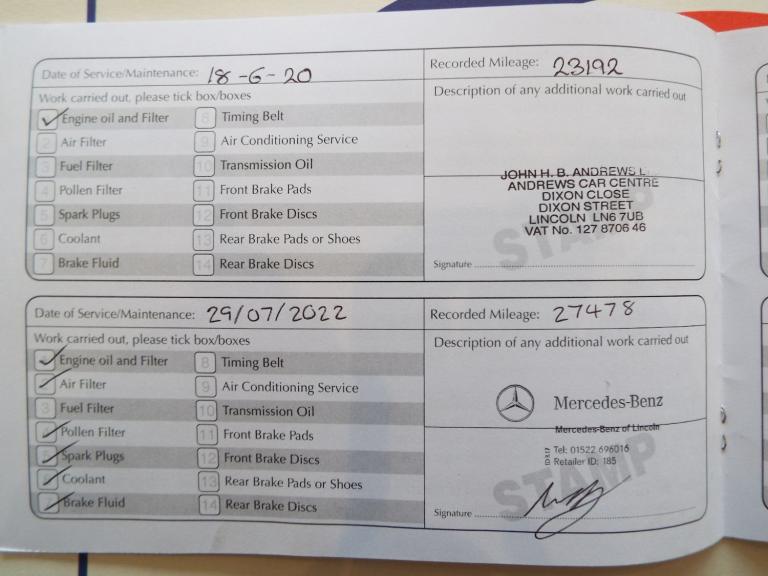 Date of Service/Maintenance: 18-6-20
Recorded Mileage: 23192
Work carried out, please tick box/boxes
Description of any additional work carried out
Engine oil and Filter
8 Timing Belt
2 Air Filter
9 Air Conditioning Service
3 Fuel Filter
10 Transmission Oil
4 Pollen Filter
11 Front Brake Pads
5 Spark Plugs
12 Front Brake Discs
6 Coolant
13 Rear Brake Pads or Shoes
7 Brake Fluid
14 Rear Brake Discs
JOHN H. B. ANDREWS L
ANDREWS CAR CENTRE
DIXON CLOSE
DIXON STREET
LINCOLN LN6 7UB
VAT No. 127 8706 46
STAMP
Signature
Date of Service/Maintenance: 29/07/2022
Recorded Mileage: 27478
Work carried out, please tick box/boxes
Description of any additional work carried out
Engine oil and Filter
8 Timing Belt
Air Filter
9 Air Conditioning Service
3 Fuel Filter
10 Transmission Oil
4 Pollen Filter
11 Front Brake Pads
5 Spark Plugs
12 Front Brake Discs
Coolant
13 Rear Brake Pads or Shoes
7 Brake Fluid
14 Rear Brake Discs
Mercedes-Benz
Mercedes-Benz of Lincoln
Tel: 01522 696016
Retailer ID: 185
STAMP
Signature